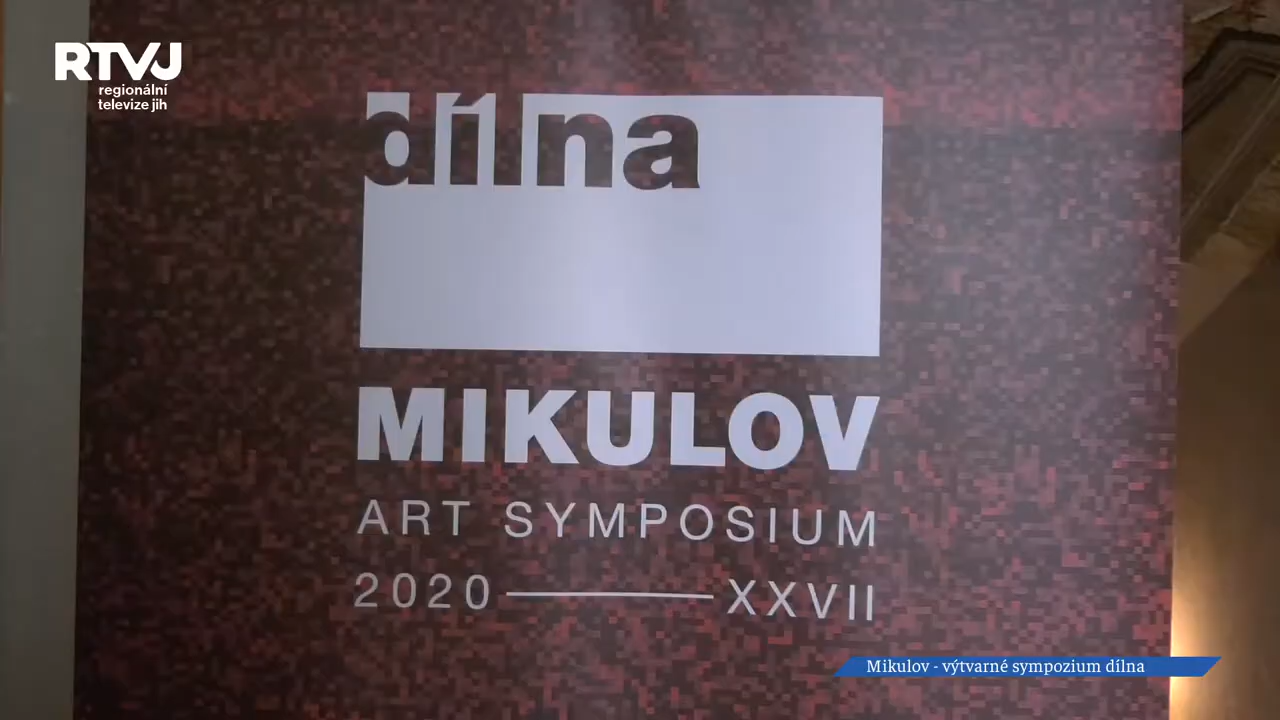 RTVJ
regionální
televize jih
dílna
MIKULOV
ART SYMPOSIUM
2020 XXVII
Mikulov - výtvarné sympozium dílna